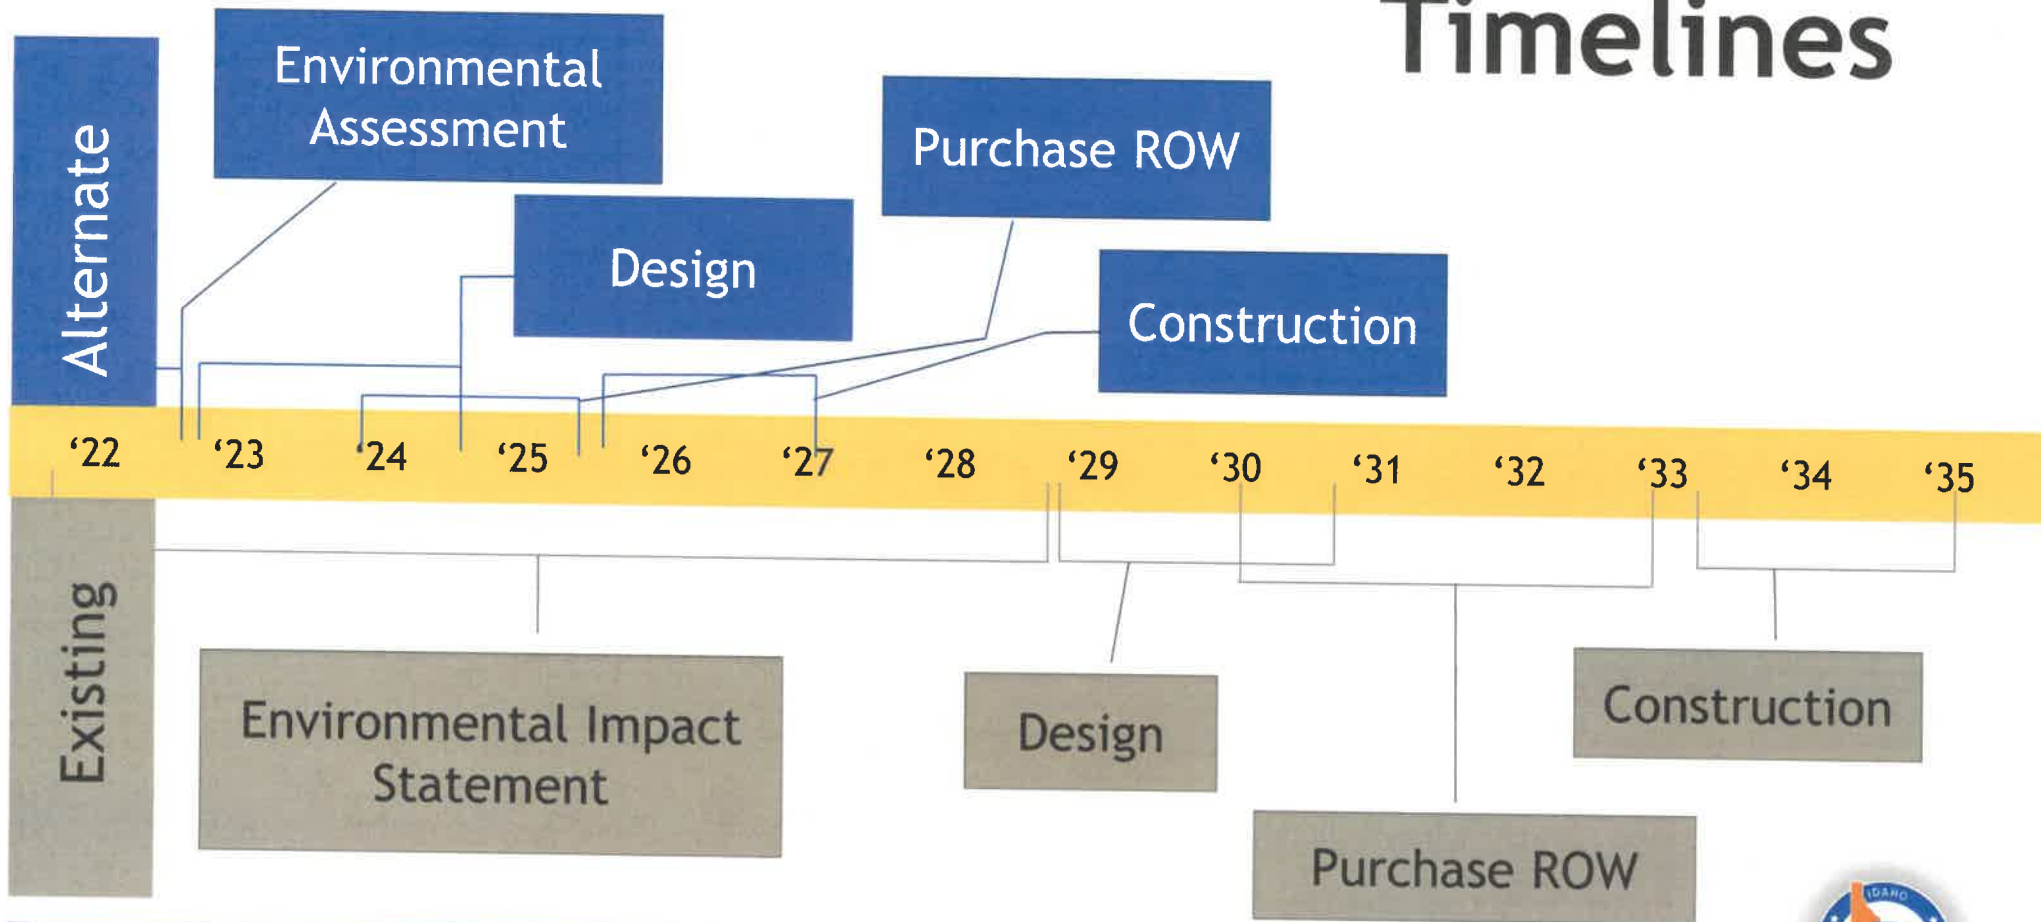 Timelines
Alternate
Environmental
Assessment
Design
Purchase ROW
Construction
‘22 ‘23 ‘24 ‘25 ‘26 ‘27 ‘28 ‘29 ‘30 ‘31 ‘32 ‘33 ‘34 ‘35
Existing
Environmental Impact
Statement
Design
Purchase ROW
Construction
IDAHO